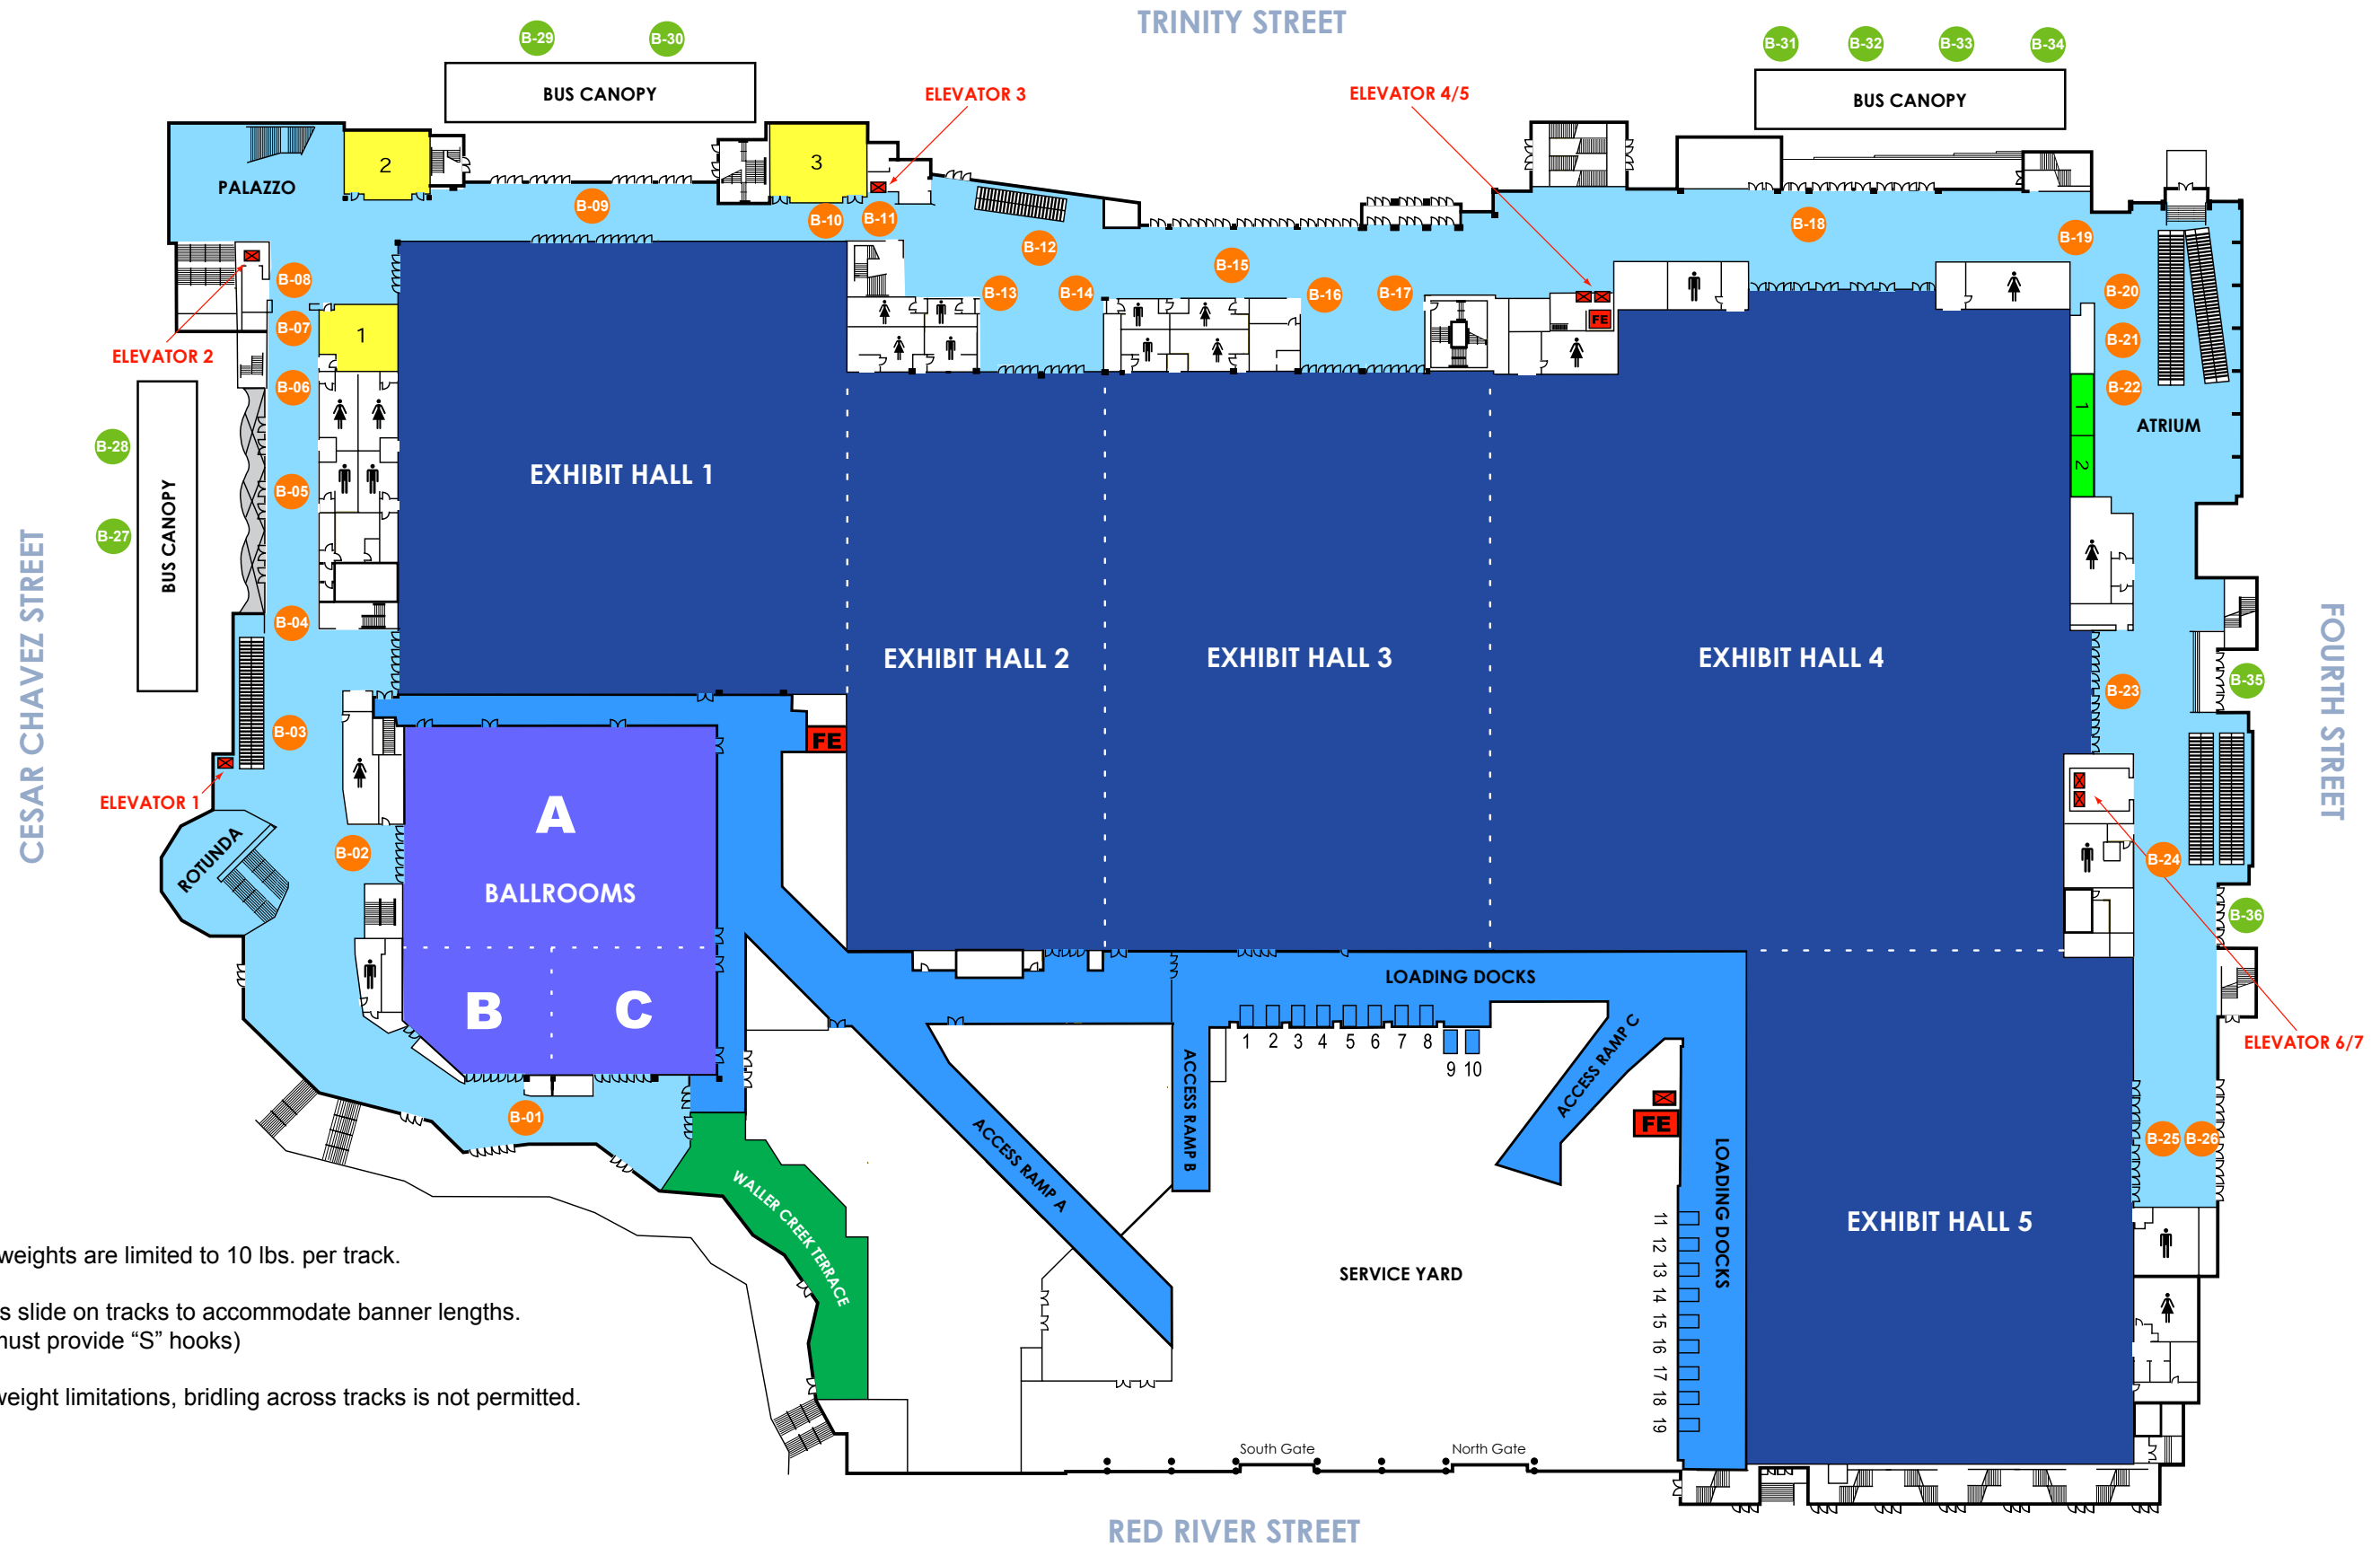 TRINITY STREET
B-29
B-30
B-31
B-32
B-33
B-34
BUS CANOPY
BUS CANOPY
ELEVATOR 3
ELEVATOR 4/5
PALAZZO
2
3
B-09
B-10
B-11
B-12
B-18
B-19
B-08
B-13
B-14
B-15
B-16
B-17
B-20
B-07
1
FE
B-21
ELEVATOR 2
B-06
B-22
1
ATRIUM
2
B-28
B-27
BUS CANOPY
B-05
EXHIBIT HALL 1
CESAR CHAVEZ STREET
FOURTH STREET
B-04
EXHIBIT HALL 2
EXHIBIT HALL 3
EXHIBIT HALL 4
B-23
B-35
B-03
FE
ELEVATOR 1
A
ROTUNDA
B-02
BALLROOMS
B-24
B-36
B
C
LOADING DOCKS
1 2 3 4 5 6 7 8
9 10
ELEVATOR 6/7
ACCESS RAMP A
ACCESS RAMP B
ACCESS RAMP C
B-01
FE
B-25
B-26
LOADING DOCKS
WALLER CREEK TERRACE
EXHIBIT HALL 5
SERVICE YARD
11
12
13
14
15
16
17
18
19
weights are limited to 10 lbs. per track.
s slide on tracks to accommodate banner lengths.
must provide “S” hooks)
weight limitations, bridling across tracks is not permitted.
South Gate
North Gate
RED RIVER STREET